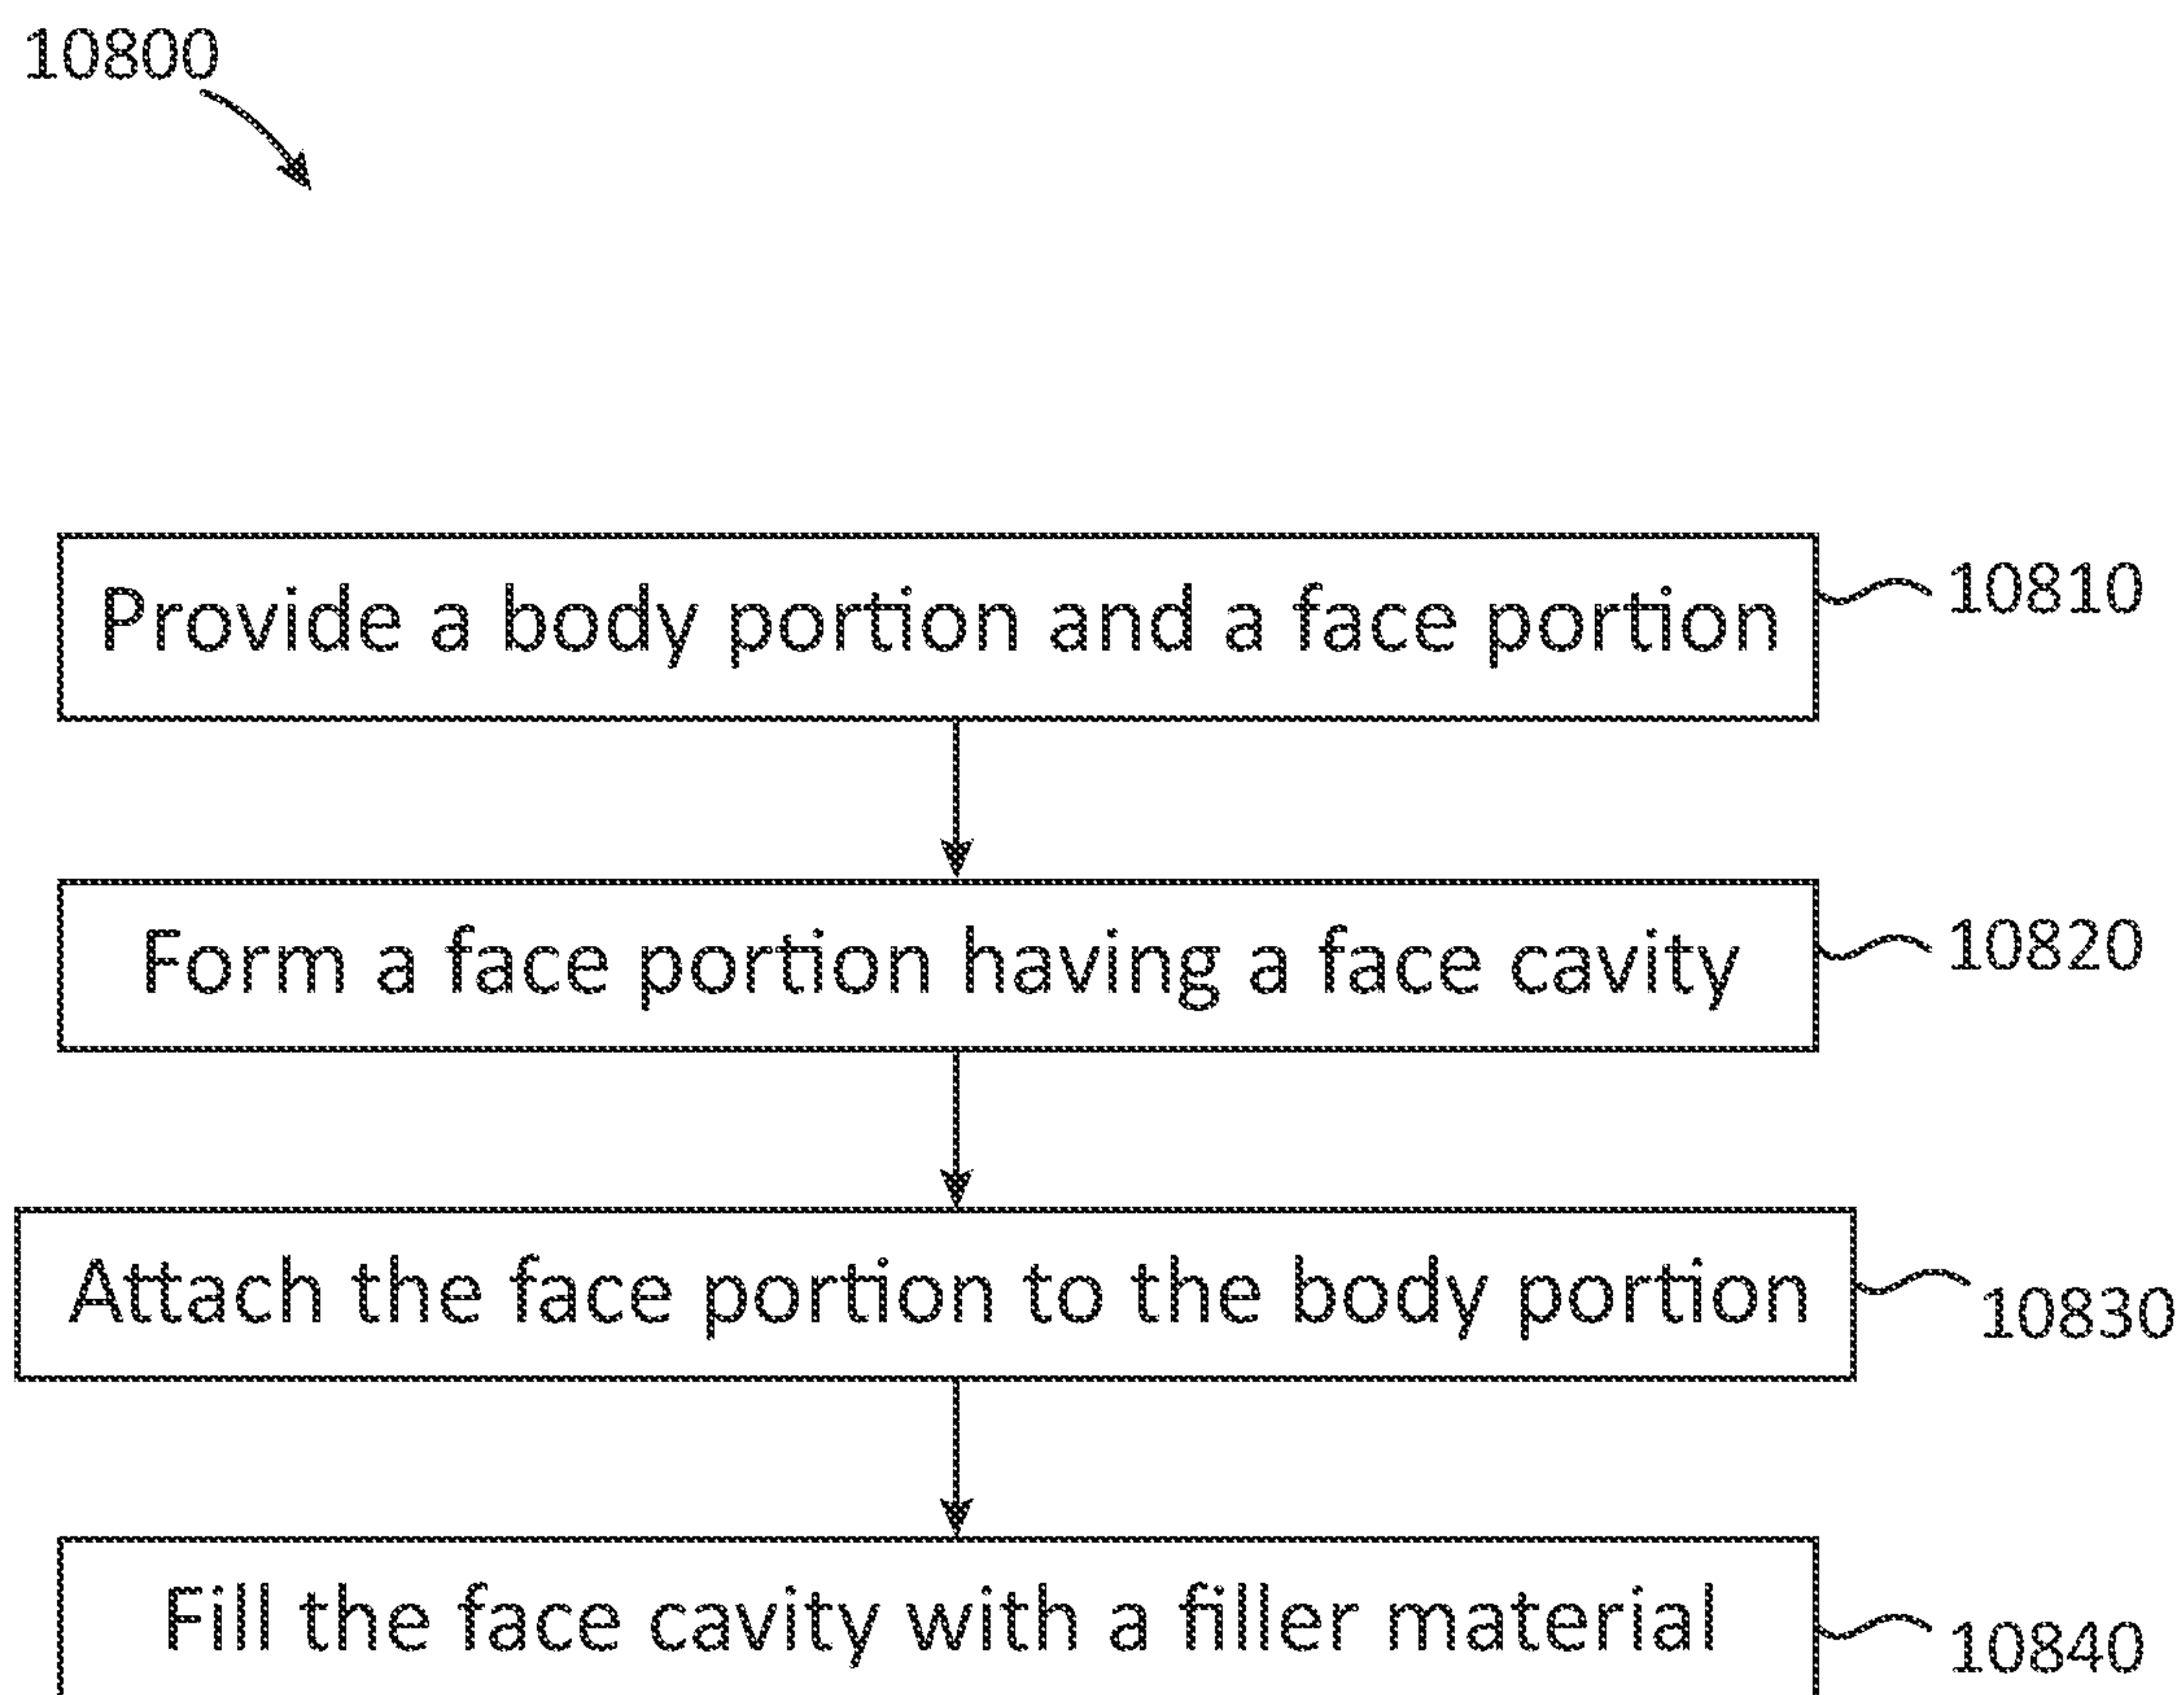 10800
Provide a body portion and a face portion
10810
Form a face portion having a face cavity
10820
Attach the face portion to the body portion
10830
Fill the face cavity with a filler material
10840